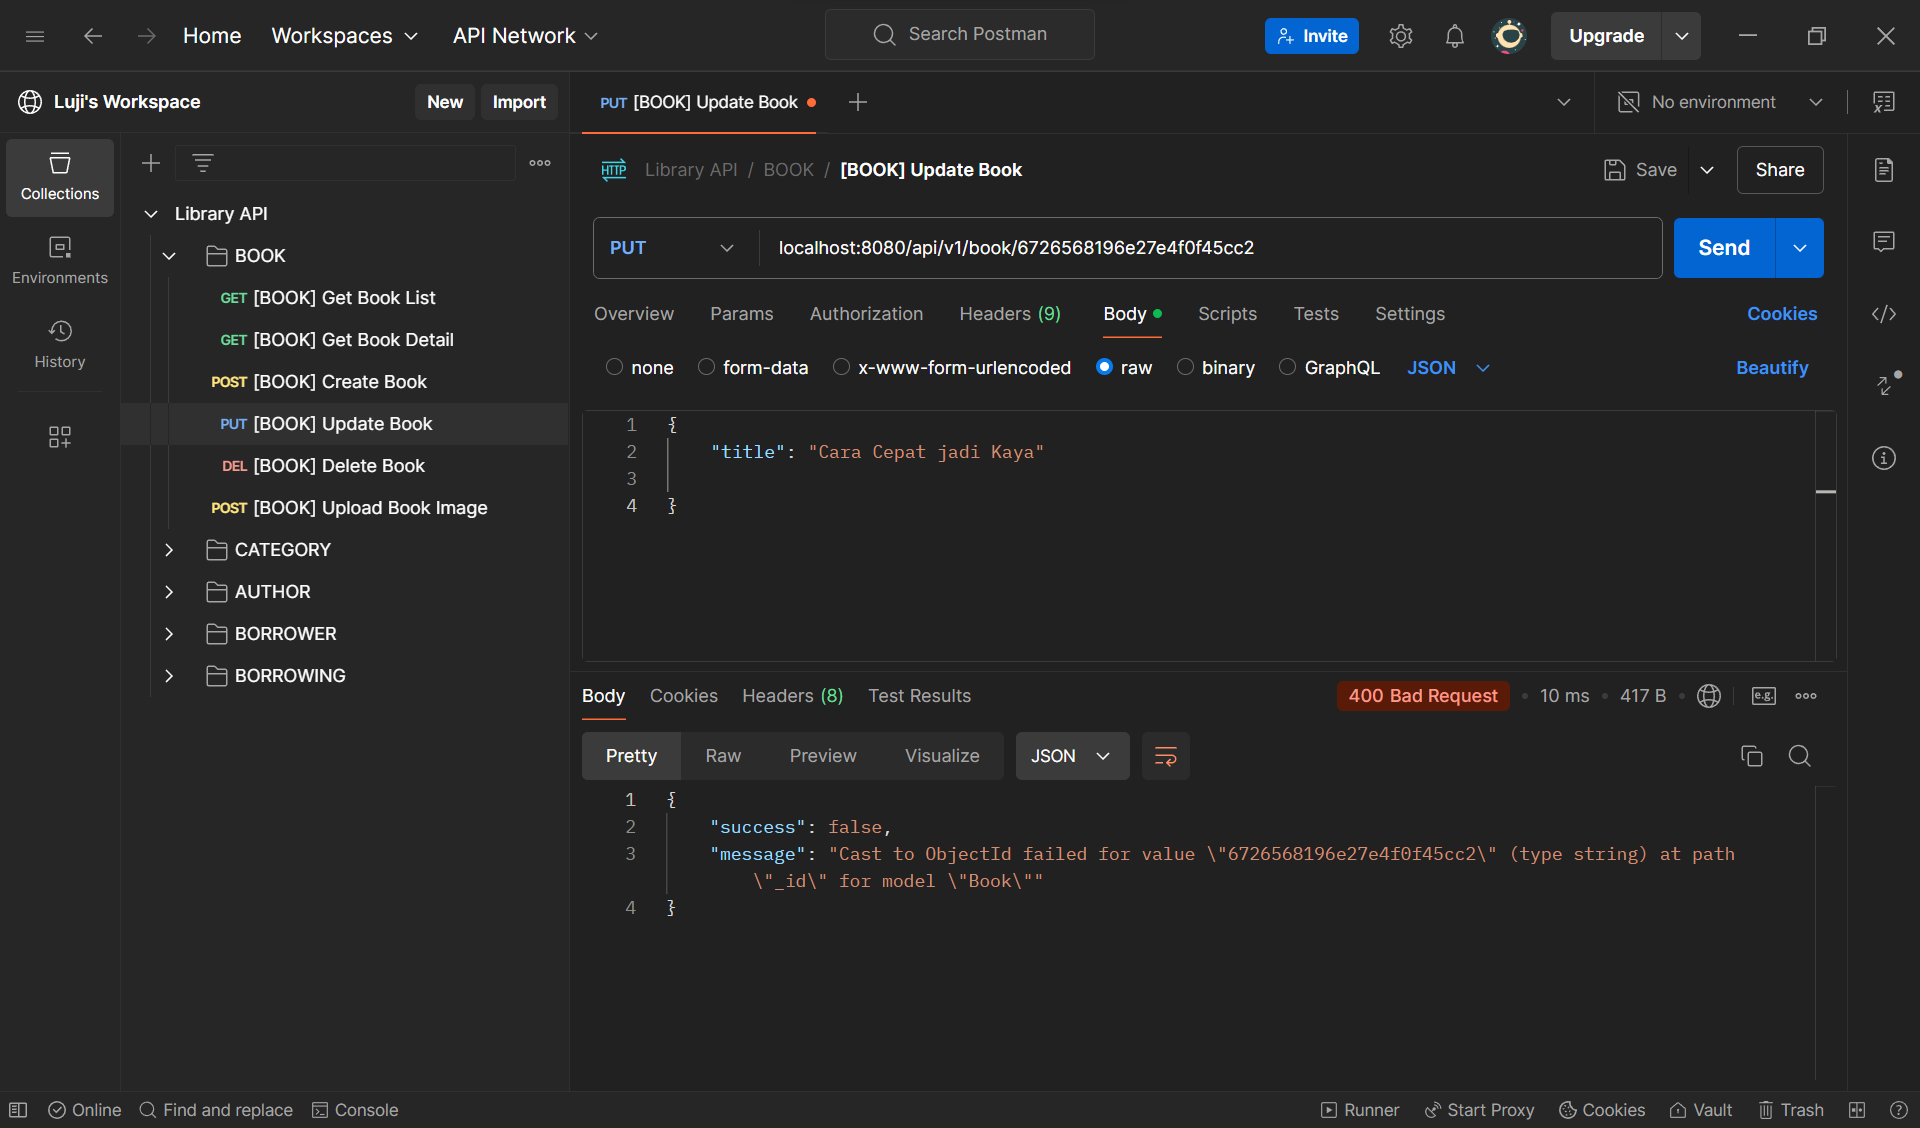 Home Workspaces API Network Search Postman Invite Upgrade
Luji's Workspace New Import
PUT [BOOK] Update Book No environment
Collections
Environments
History
Library API
BOOK
GET [BOOK] Get Book List
GET [BOOK] Get Book Detail
POST [BOOK] Create Book
PUT [BOOK] Update Book
DEL [BOOK] Delete Book
POST [BOOK] Upload Book Image
CATEGORY
AUTHOR
BORROWER
BORROWING
HTTP Library API / BOOK / [BOOK] Update Book Save Share
PUT localhost:8080/api/v1/book/6726568196e27e4f0f45cc2 Send
Overview Params Authorization Headers (9) Body Scripts Tests Settings Cookies
none form-data x-www-form-urlencoded raw binary GraphQL JSON Beautify
1 {
2 "title": "Cara Cepat jadi Kaya"
3
4 }
Body Cookies Headers (8) Test Results 400 Bad Request 10 ms 417 B e.g.
Pretty Raw Preview Visualize JSON
1 {
2 "success": false,
3 "message": "Cast to ObjectId failed for value \"6726568196e27e4f0f45cc2\" (type string) at path
\"_id\" for model \"Book\""
4 }
Online Find and replace Console Runner Start Proxy Cookies Vault Trash